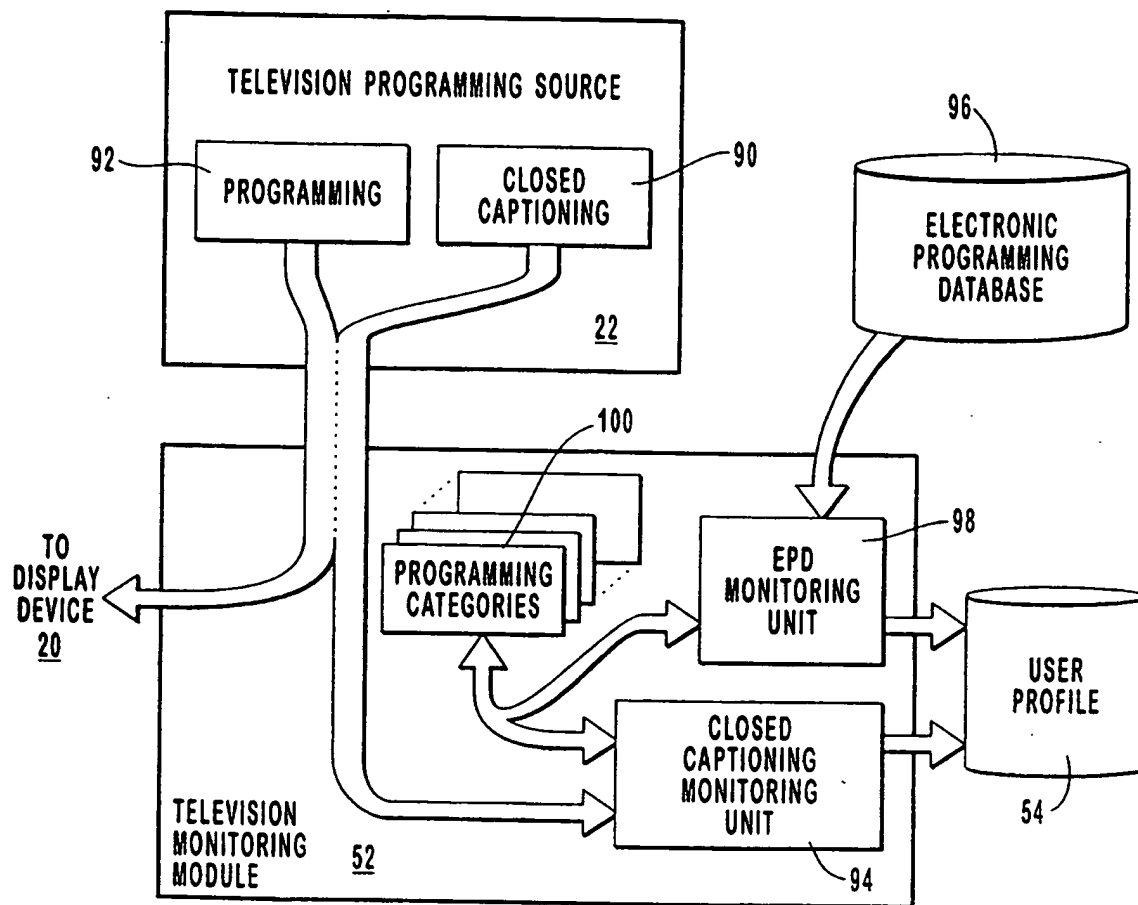 TELEVISION PROGRAMMING SOURCE
92
PROGRAMMING
CLOSED
CAPTIONING
90
22
96
ELECTRONIC
PROGRAMMING
DATABASE
100
PROGRAMMING
CATEGORIES
TO
DISPLAY
DEVICE
20
98
EPD
MONITORING
UNIT
USER
PROFILE
54
CLOSED
CAPTIONING
MONITORING
UNIT
94
TELEVISION
MONITORING
MODULE
52